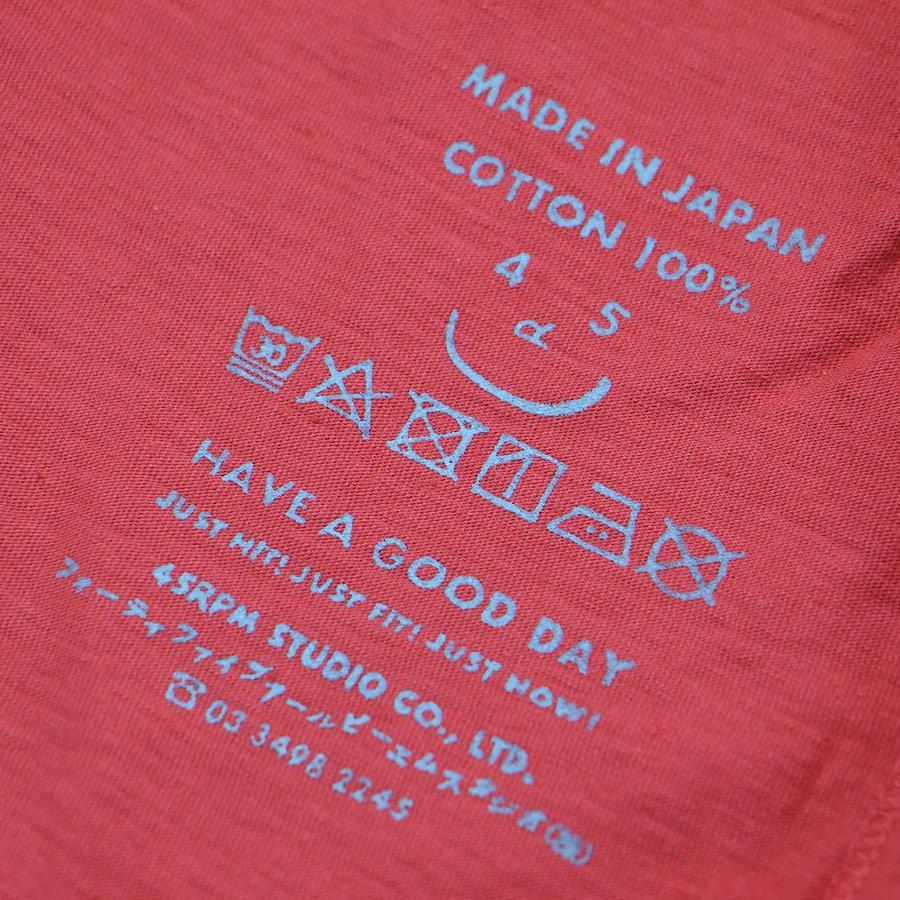 MADE IN JAPAN
COTTON 100%
4 5
α
30
HAVE A GOOD DAY
JUST HIT! JUST FIT! JUST NOW!
45RPM STUDIO CO., LTD.
フォーティファイブアールピーエムスタジオ(株)
☎ 03 3498 2245